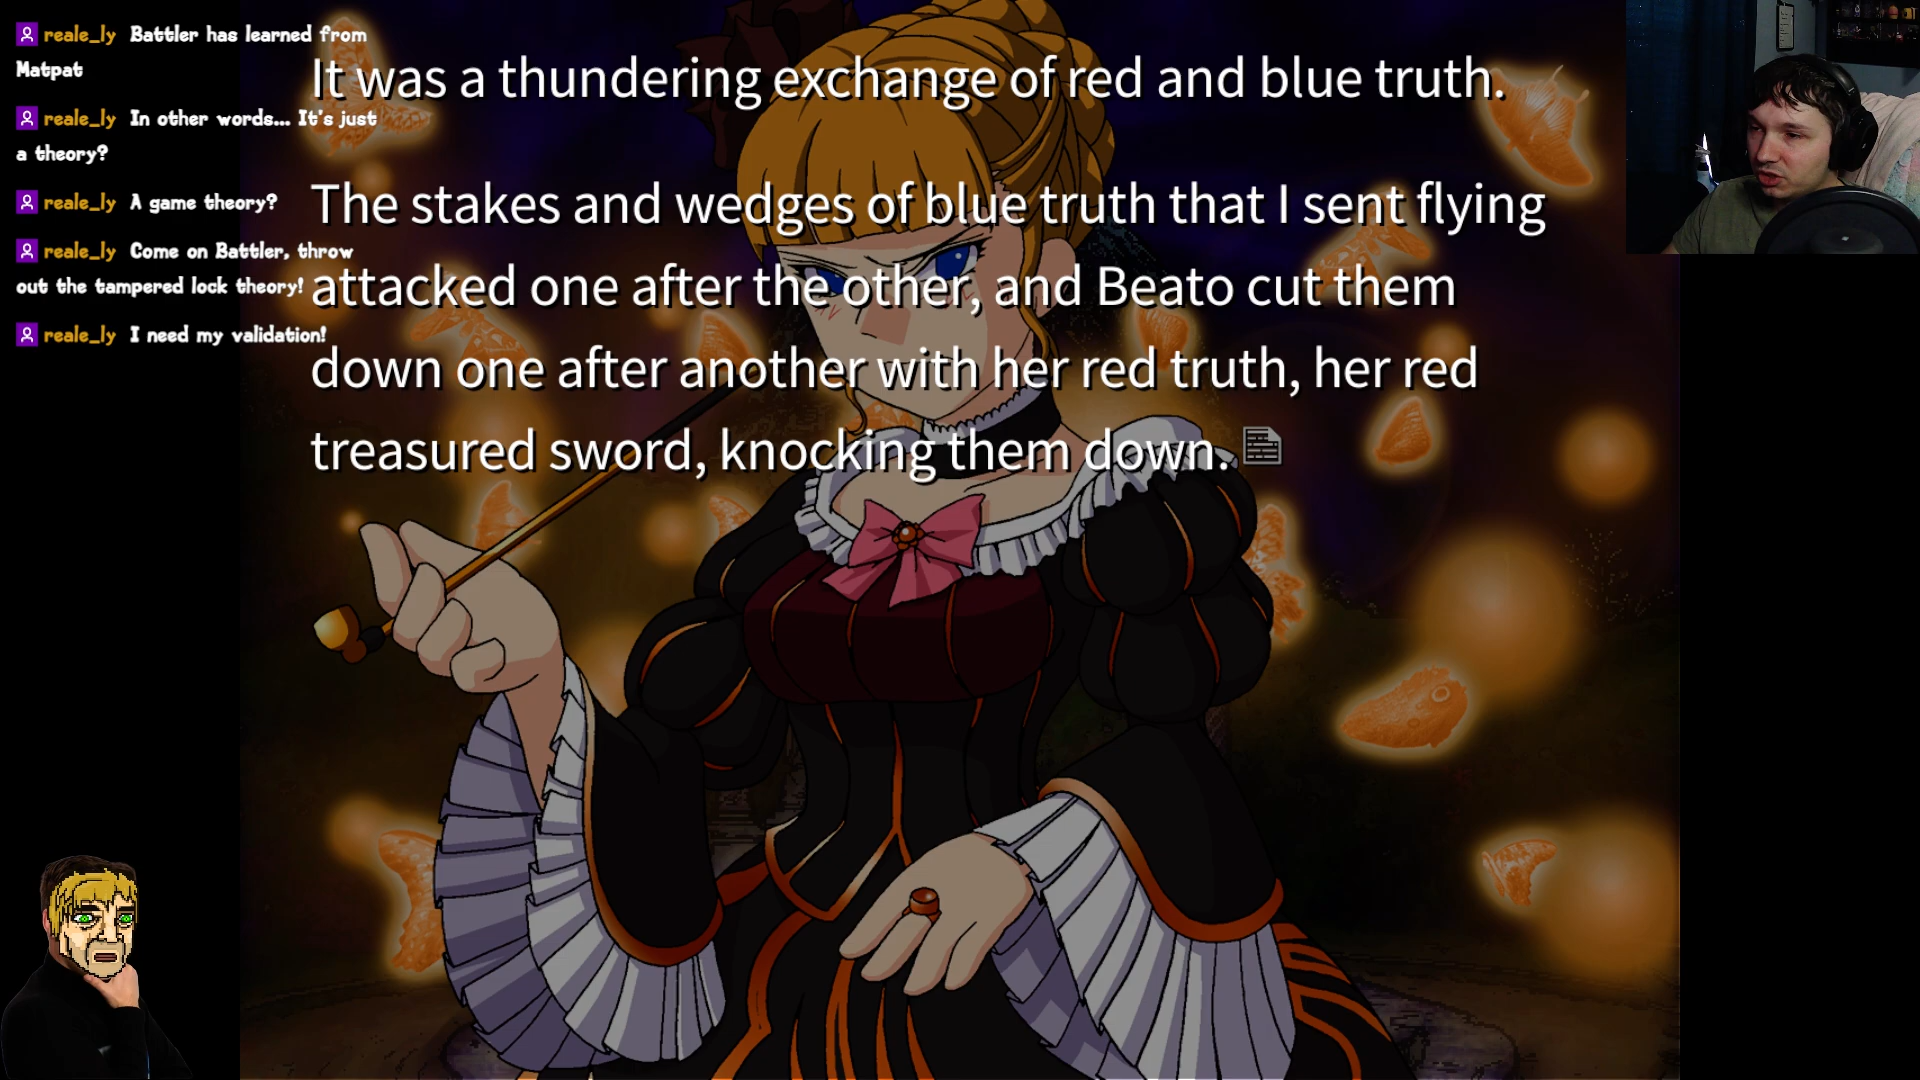 reale_ly Battler has learned from
Matpat
reale_ly In other words... It's just
a theory?
reale_ly A game theory?
reale_ly Come on Battler, throw
out the tampered lock theory!
reale_ly I need my validation!
It was a thundering exchange of red and blue truth.
The stakes and wedges of blue truth that I sent flying
attacked one after the other, and Beato cut them
down one after another with her red truth, her red
treasured sword, knocking them down.